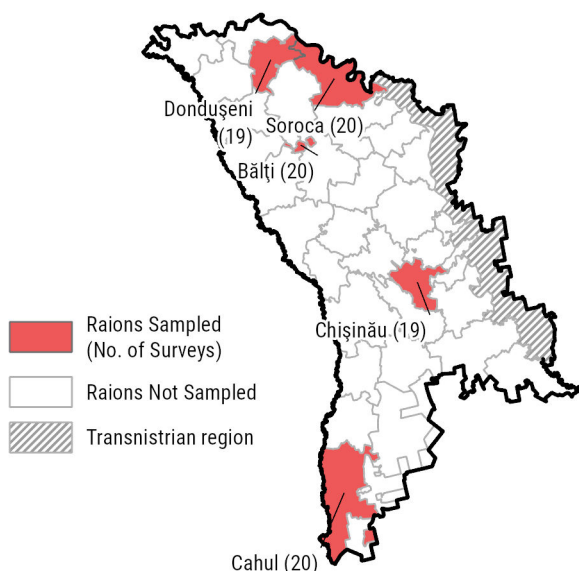 Dondușeni
(19)
Soroca (20)
Bălți (20)
Chișinău (19)
Raions Sampled
(No. of Surveys)
Raions Not Sampled
Transnistrian region
Cahul (20)